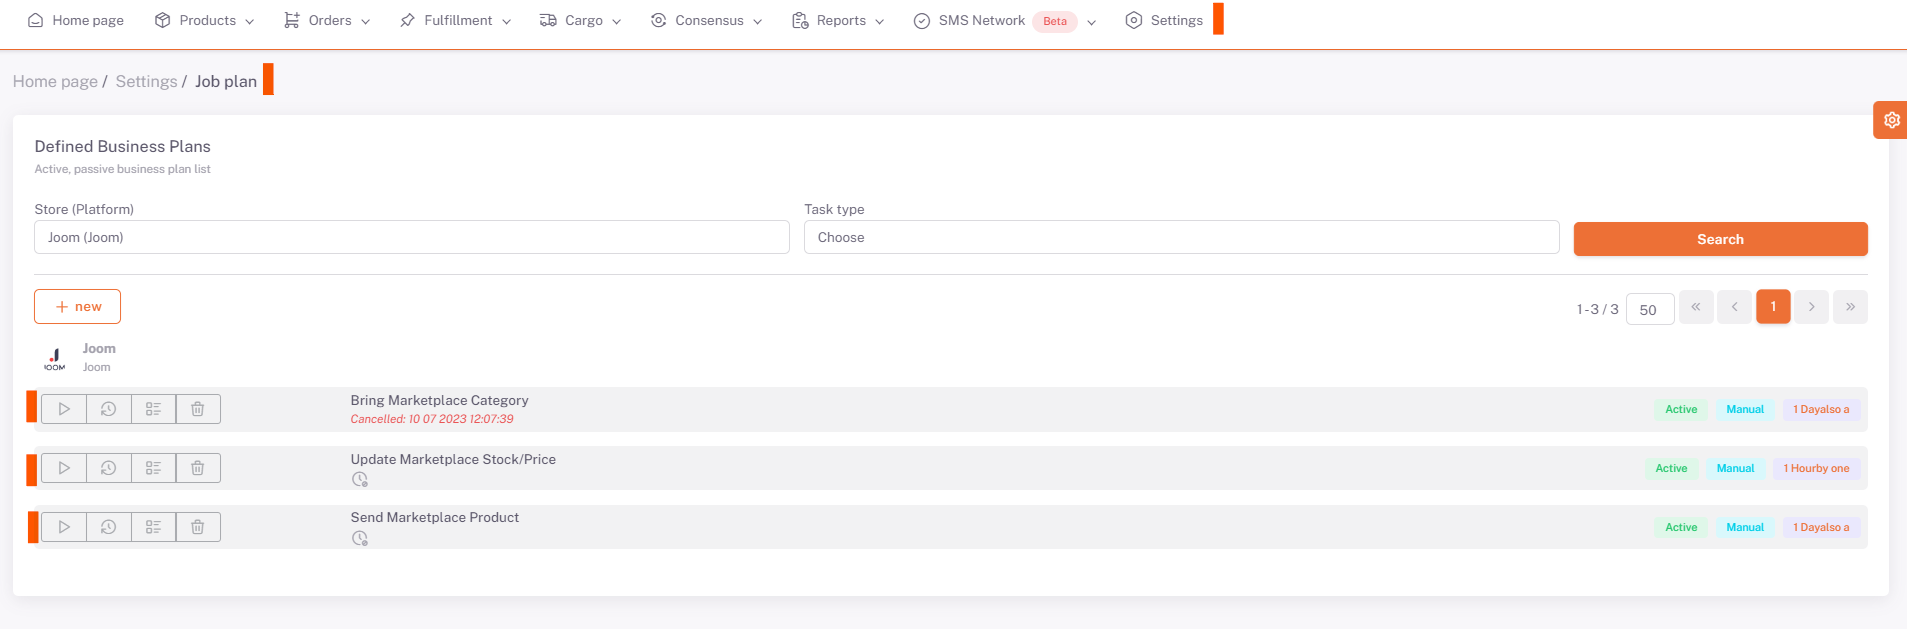 Home page Products Orders Fulfillment Cargo Consensus Reports SMS Network Beta Settings
Home page / Settings / Job plan
Defined Business Plans
Active, passive business plan list
Store (Platform) Task type
Joom (Joom) Choose Search
+ new 1-3 / 3 50 « < 1 > »
Joom
JOOM Joom
Bring Marketplace Category
Cancelled: 10 07 2023 12:07:39
Active Manual 1 Dayalso a
Update Marketplace Stock/Price
Active Manual 1 Hourby one
Send Marketplace Product
Active Manual 1 Dayalso a